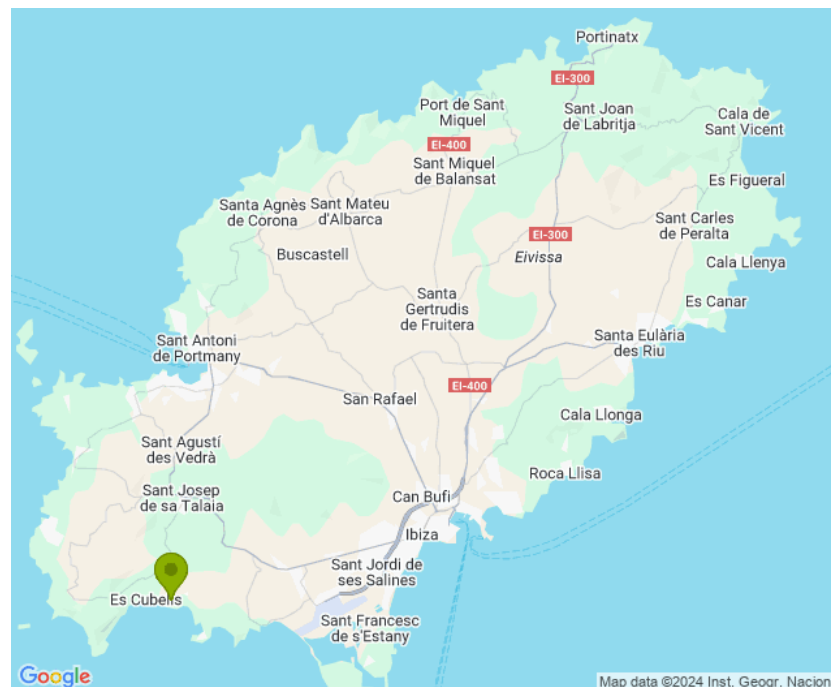 Portinatx
EI-300
Port de Sant
Miquel
Sant Joan
de Labritja
Cala de
Sant Vicent
EI-400
Sant Miquel
de Balansat
Es Figueral
Santa Agnès
de Corona
Sant Mateu
d'Albarca
Sant Carles
de Peralta
EI-300
Buscastell
Eivissa
Cala Llenya
Santa
Gertrudis
de Fruitera
Es Canar
Sant Antoni
de Portmany
Santa Eulària
des Riu
EI-400
San Rafael
Cala Llonga
Sant Agustí
des Vedrà
Roca Llisa
Sant Josep
de sa Talaia
Can Bufi
Ibiza
Sant Jordi de
ses Salines
Es Cubells
Sant Francesc
de s'Estany
Google
Map data ©2024 Inst. Geogr. Nacion